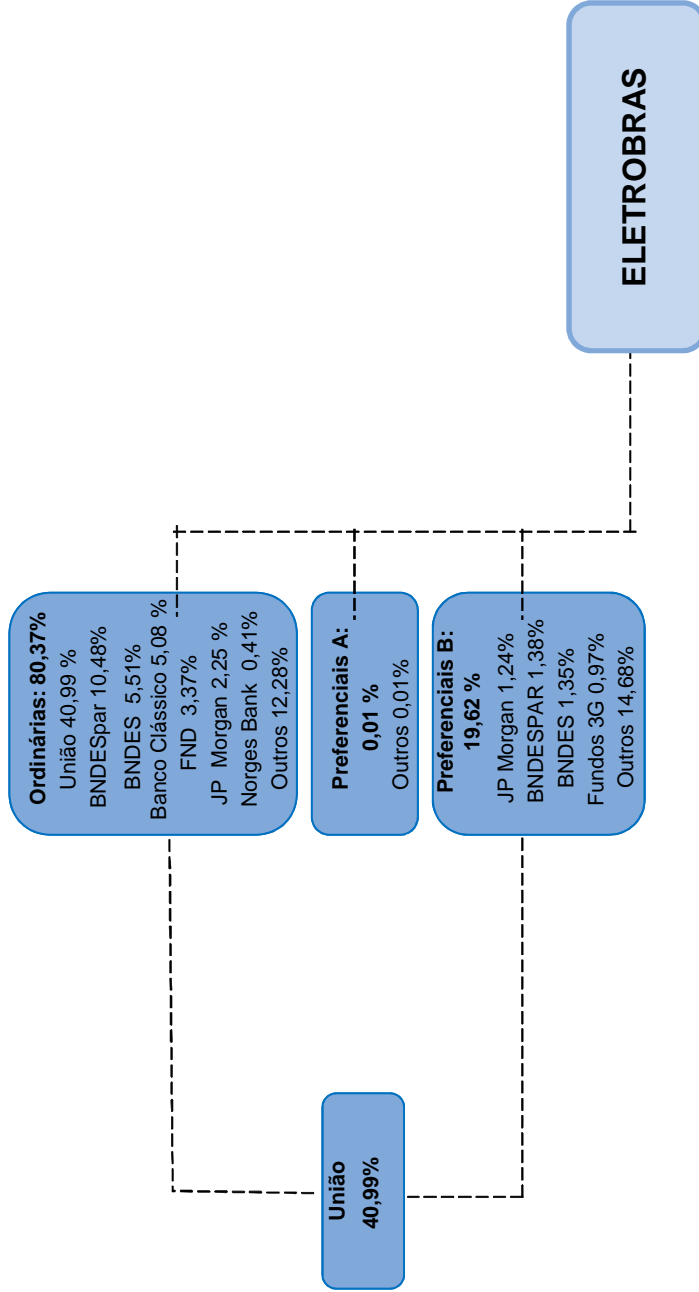 União
40,99%
Ordinárias: 80,37%
União 40,99 %
BNDESpar 10,48%
BNDES 5,51%
Banco Clássico 5,08 %
FND 3,37%
JP Morgan 2,25 %
Norges Bank 0,41%
Outros 12,28%
Preferenciais A:
0,01 %
Outros 0,01%
Preferenciais B:
19,62 %
JP Morgan 1,24%
BNDESPAR 1,38%
BNDES 1,35%
Fundos 3G 0,97%
Outros 14,68%
ELETROBRAS